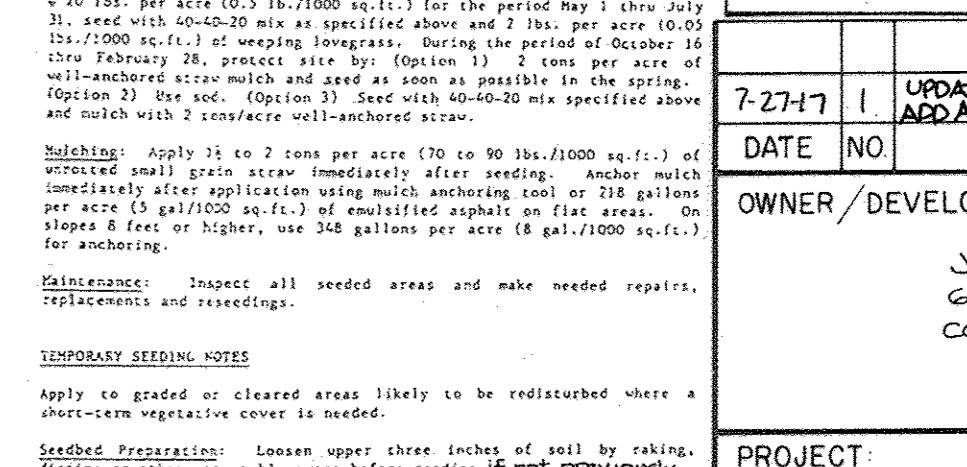 @ 20 lbs. per acre (0.5 lb./1000 sq.ft.) for the period May 1 thru July
31, seed with 40-40-20 mix as specified above and 2 lbs. per acre (0.05
lbs./1000 sq.ft.) of weeping lovegrass. During the period of October 16
thru February 28, protect site by: (Option 1) 2 tons per acre of
well-anchored straw mulch and seed as soon as possible in the spring.
(Option 2) Use sod. (Option 3) Seed with 40-40-20 mix specified above
and mulch with 2 tons/acre well-anchored straw.
Mulching: Apply 1½ to 2 tons per acre (70 to 90 lbs./1000 sq.ft.) of
unrotted small grain straw immediately after seeding. Anchor mulch
immediately after application using mulch anchoring tool or 218 gallons
per acre (5 gal/1000 sq.ft.) of emulsified asphalt on flat areas. On
slopes 8 feet or higher, use 348 gallons per acre (8 gal./1000 sq.ft.)
for anchoring.
Maintenance: Inspect all seeded areas and make needed repairs,
replacements and reseedings.
TEMPORARY SEEDING NOTES
Apply to graded or cleared areas likely to be redisturbed where a
short-term vegetative cover is needed.
Seedbed Preparation: Loosen upper three inches of soil by raking,
before seeding if not previously
7-27-17 1 UPDA
ADD A
DATE NO.
OWNER/DEVELO
J
6
CO
PROJECT: